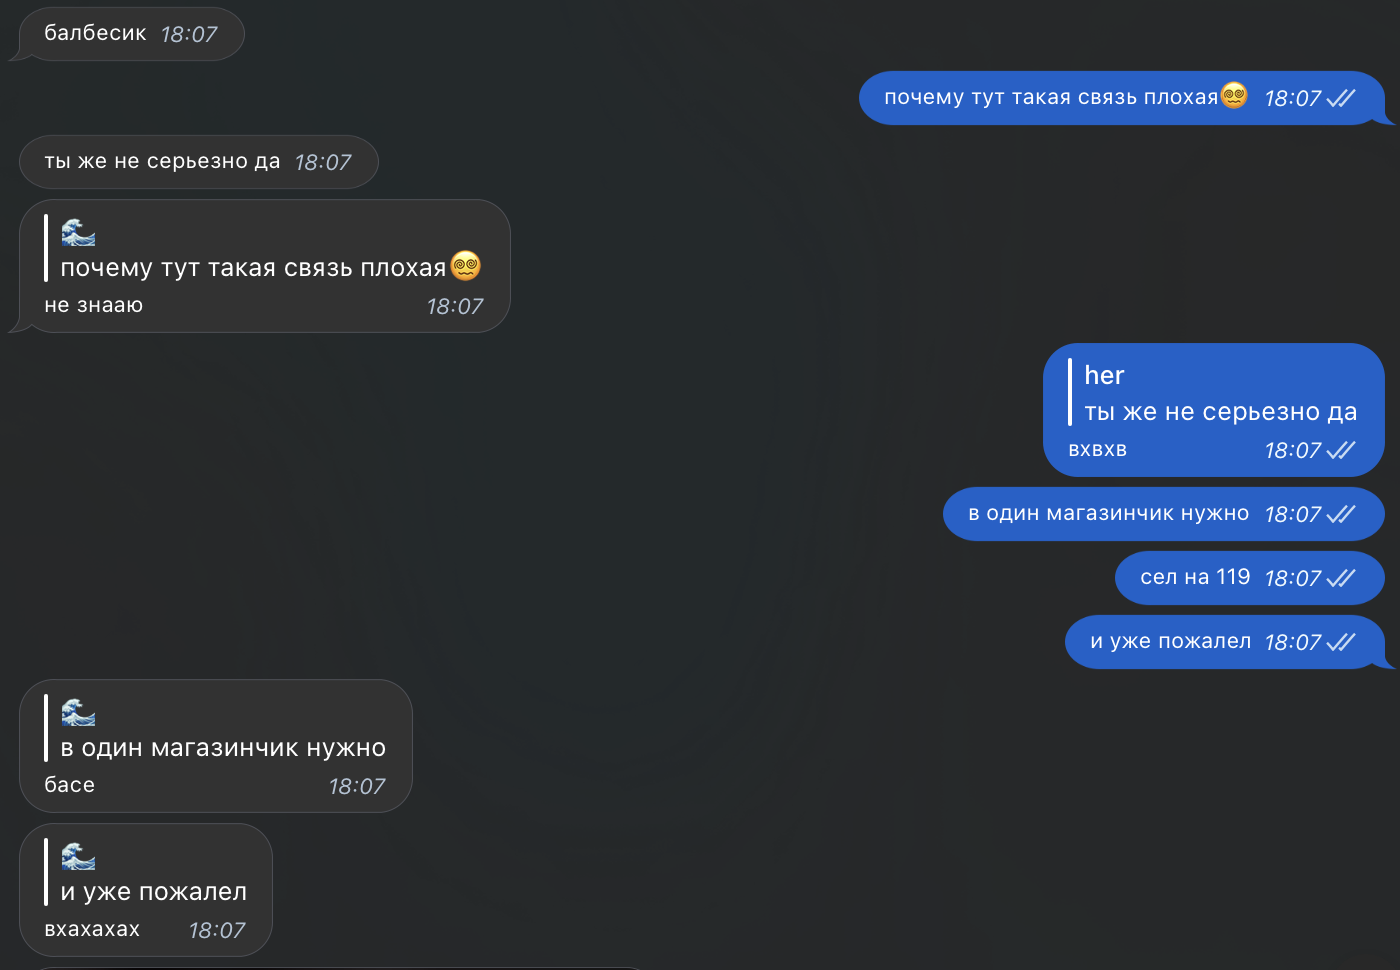 балбесик 18:07
почему тут такая связь плохая😵‍💫 18:07
ты же не серьезно да 18:07
🌊
почему тут такая связь плохая😵‍💫
не знааю 18:07
her
ты же не серьезно да
вхвхв 18:07
в один магазинчик нужно 18:07
сел на 119 18:07
и уже пожалел 18:07
🌊
в один магазинчик нужно
басе 18:07
🌊
и уже пожалел
вхахахах 18:07